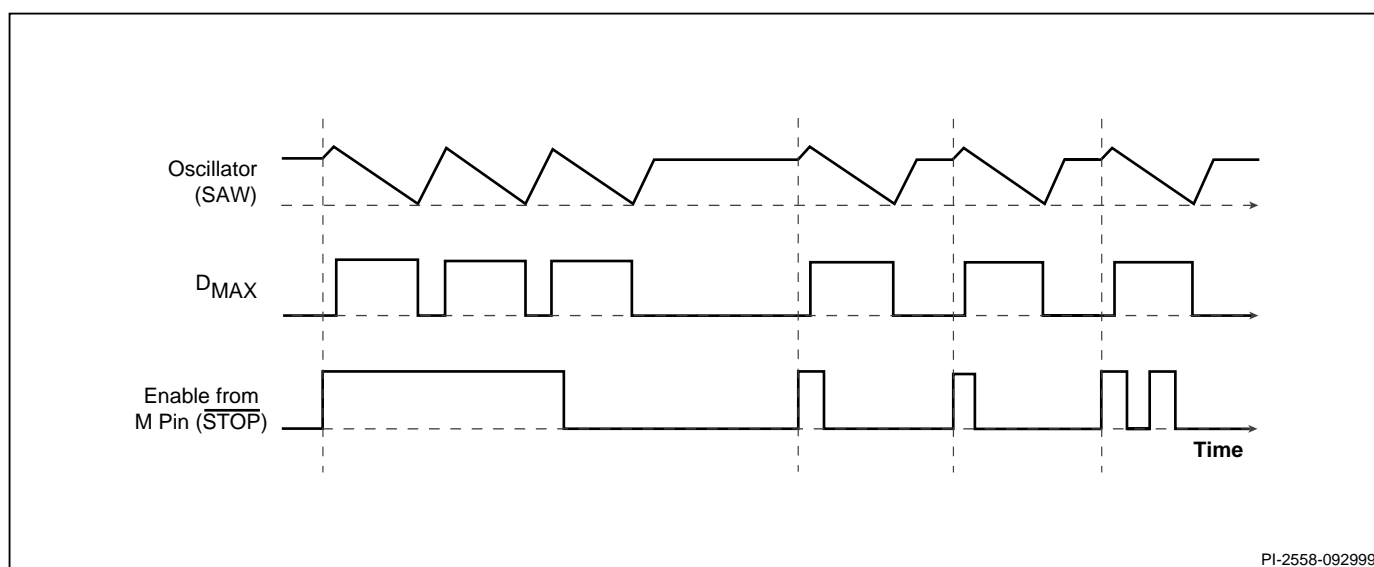 Oscillator
(SAW)
DMAX
Enable from
M Pin (STOP)
Time
PI-2558-092999